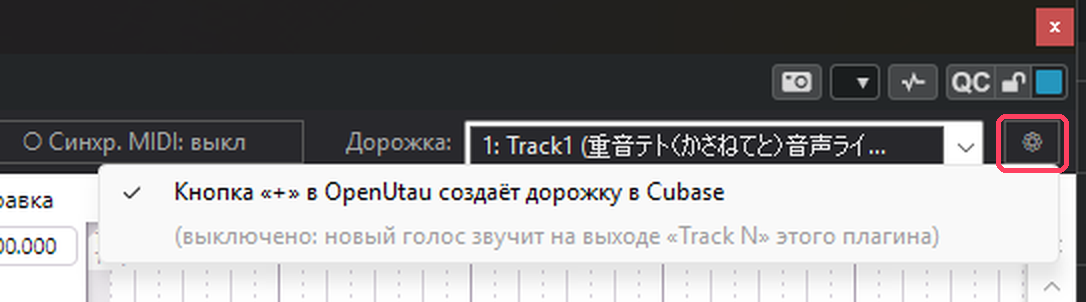 x
QC
Синхр. MIDI: выкл
Дорожка:
1: Track1 (重音テト(かさねてと)音声ライ...
Кнопка «+» в OpenUtau создаёт дорожку в Cubase
равка
(выключено: новый голос звучит на выходе «Track N» этого плагина)
00.000